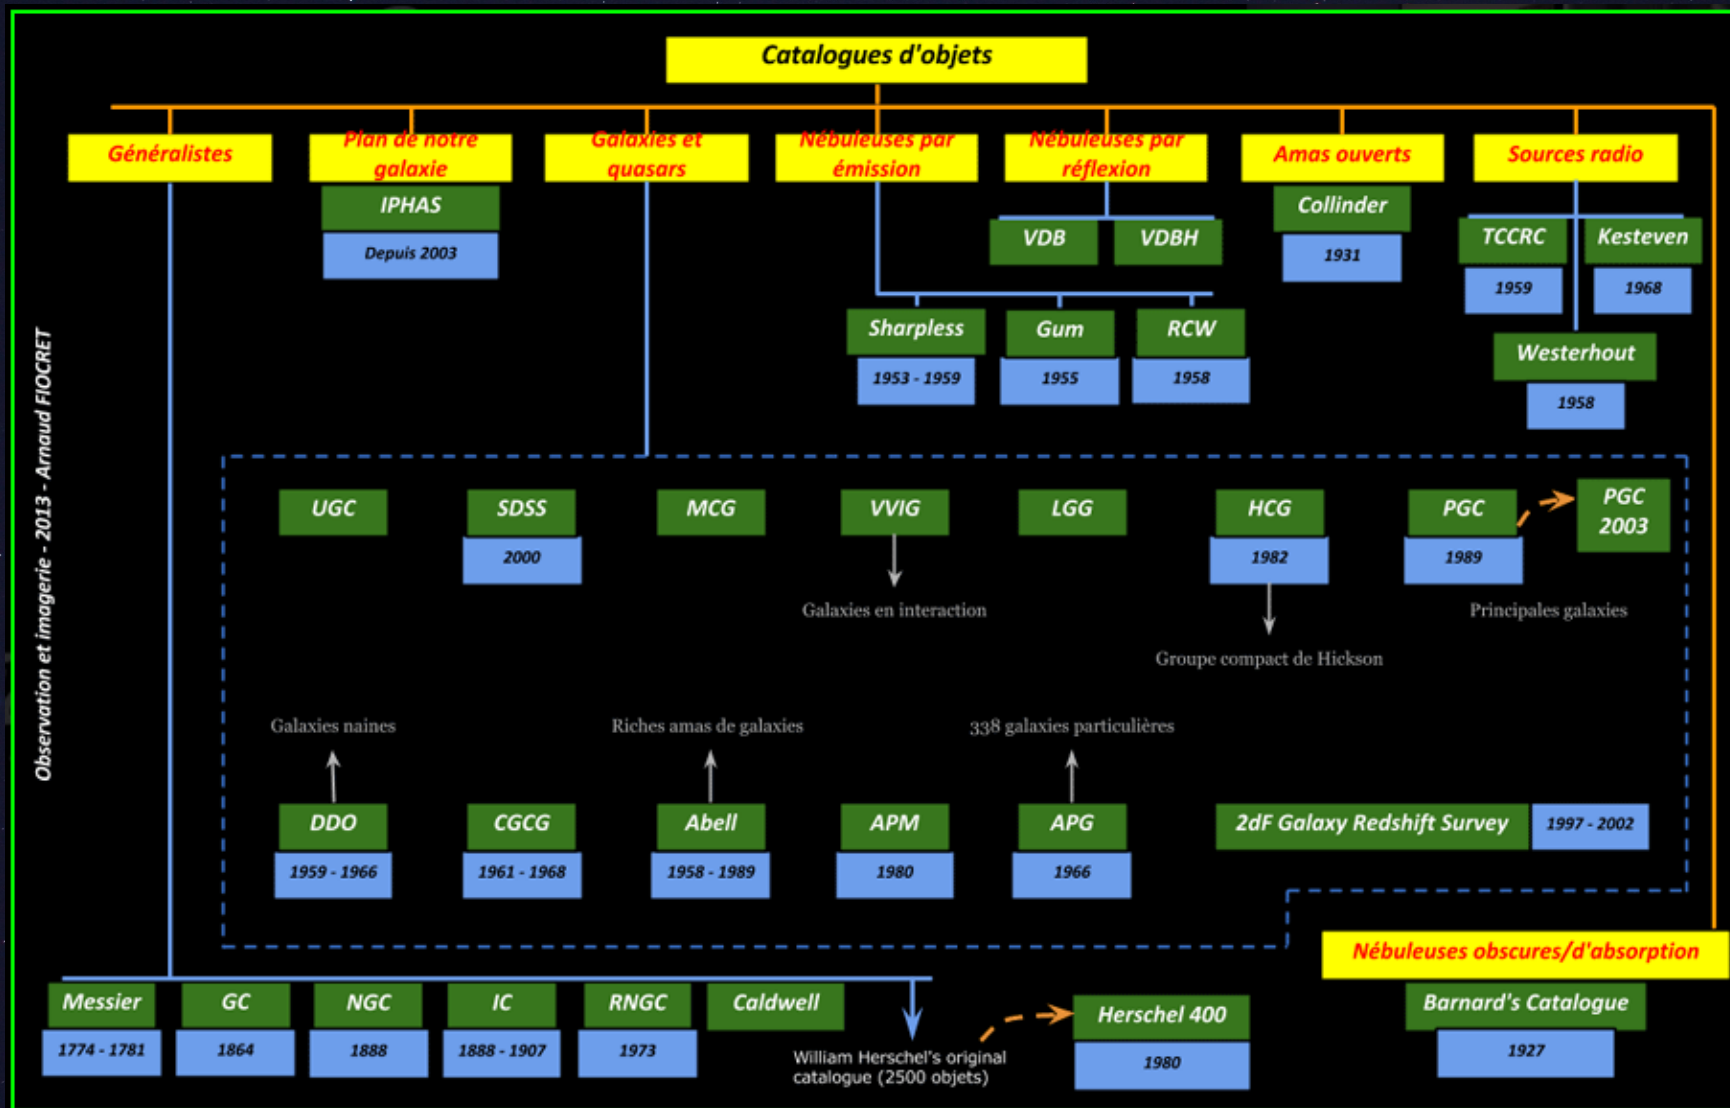 Catalogues d'objets
Généralistes
Plan de notre
galaxie
Galaxies et
quasars
Nébuleuses par
émission
Nébuleuses par
réflexion
Amas ouverts
Sources radio
IPHAS
Depuis 2003
VDB
VDBH
Collinder
1931
TCCRC
1959
Kesteven
1968
Sharpless
1953 - 1959
Gum
1955
RCW
1958
Westerhout
1958
Observation et imagerie - 2013 - Arnaud FIOCRET
UGC
SDSS
2000
MCG
VVIG
Galaxies en interaction
LGG
HCG
1982
Groupe compact de Hickson
PGC
1989
PGC
2003
Principales galaxies
Galaxies naines
Riches amas de galaxies
338 galaxies particulières
DDO
1959 - 1966
CGCG
1961 - 1968
Abell
1958 - 1989
APM
1980
APG
1966
2dF Galaxy Redshift Survey
1997 - 2002
Nébuleuses obscures/d'absorption
Barnard's Catalogue
1927
Messier
1774 - 1781
GC
1864
NGC
1888
IC
1888 - 1907
RNGC
1973
Caldwell
William Herschel's original
catalogue (2500 objets)
Herschel 400
1980